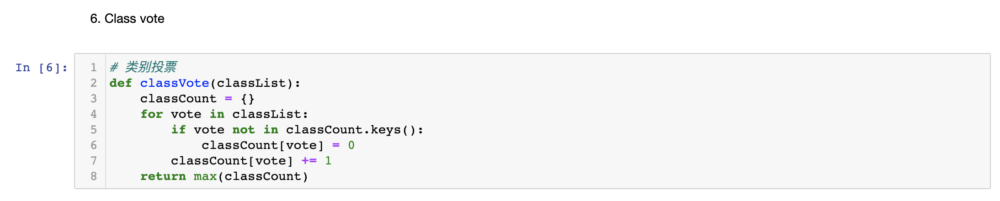 6. Class vote
In [6]:
1 # 类别投票
2 def classVote(classList):
3     classCount = {}
4     for vote in classList:
5         if vote not in classCount.keys():
6             classCount[vote] = 0
7         classCount[vote] += 1
8     return max(classCount)